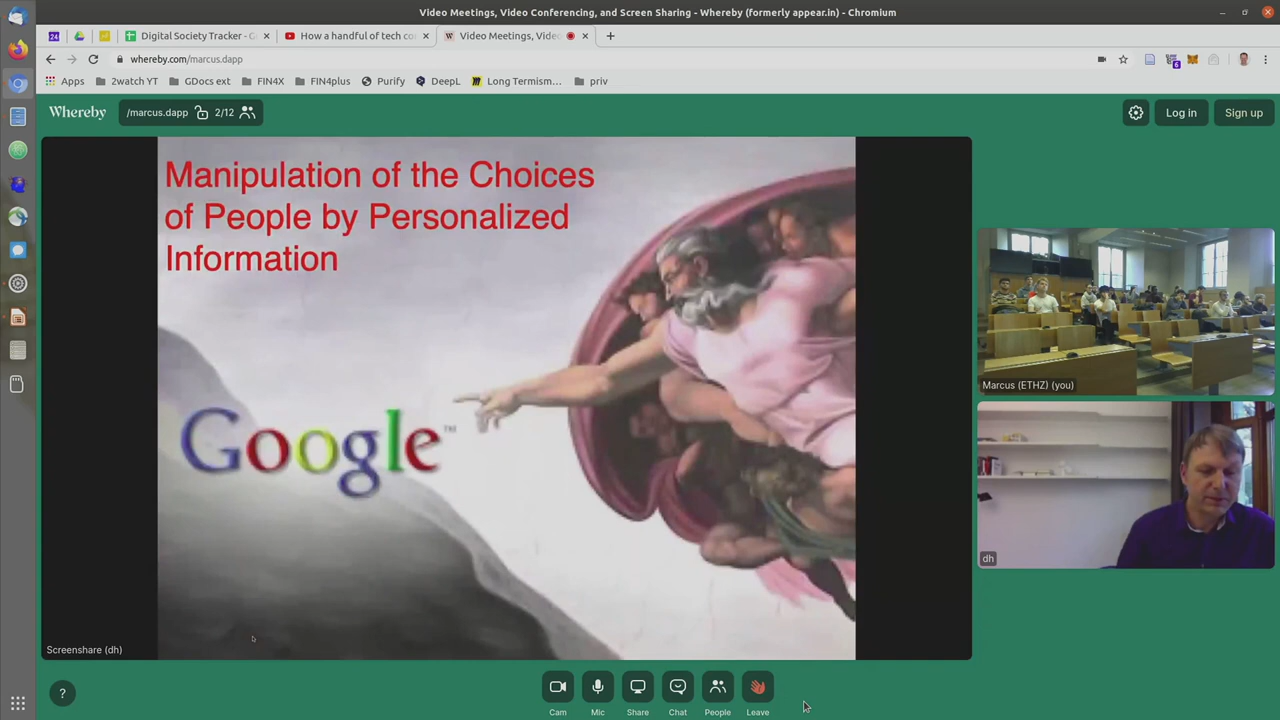 Video Meetings, Video Conferencing, and Screen Sharing - Whereby (formerly appear.in) - Chromium
24
Digital Society Tracker - G
How a handful of tech co
Video Meetings, Vide
whereby.com/marcus.dapp
6
Apps
2watch YT
GDocs ext
FIN4X
FIN4plus
Purify
DeepL
Long Termism…
priv
Whereby
/marcus.dapp
2/12
Log in
Sign up
Manipulation of the Choices
of People by Personalized
Information
Google™
Marcus (ETHZ) (you)
dh
Screenshare (dh)
?
Cam
Mic
Share
Chat
People
Leave